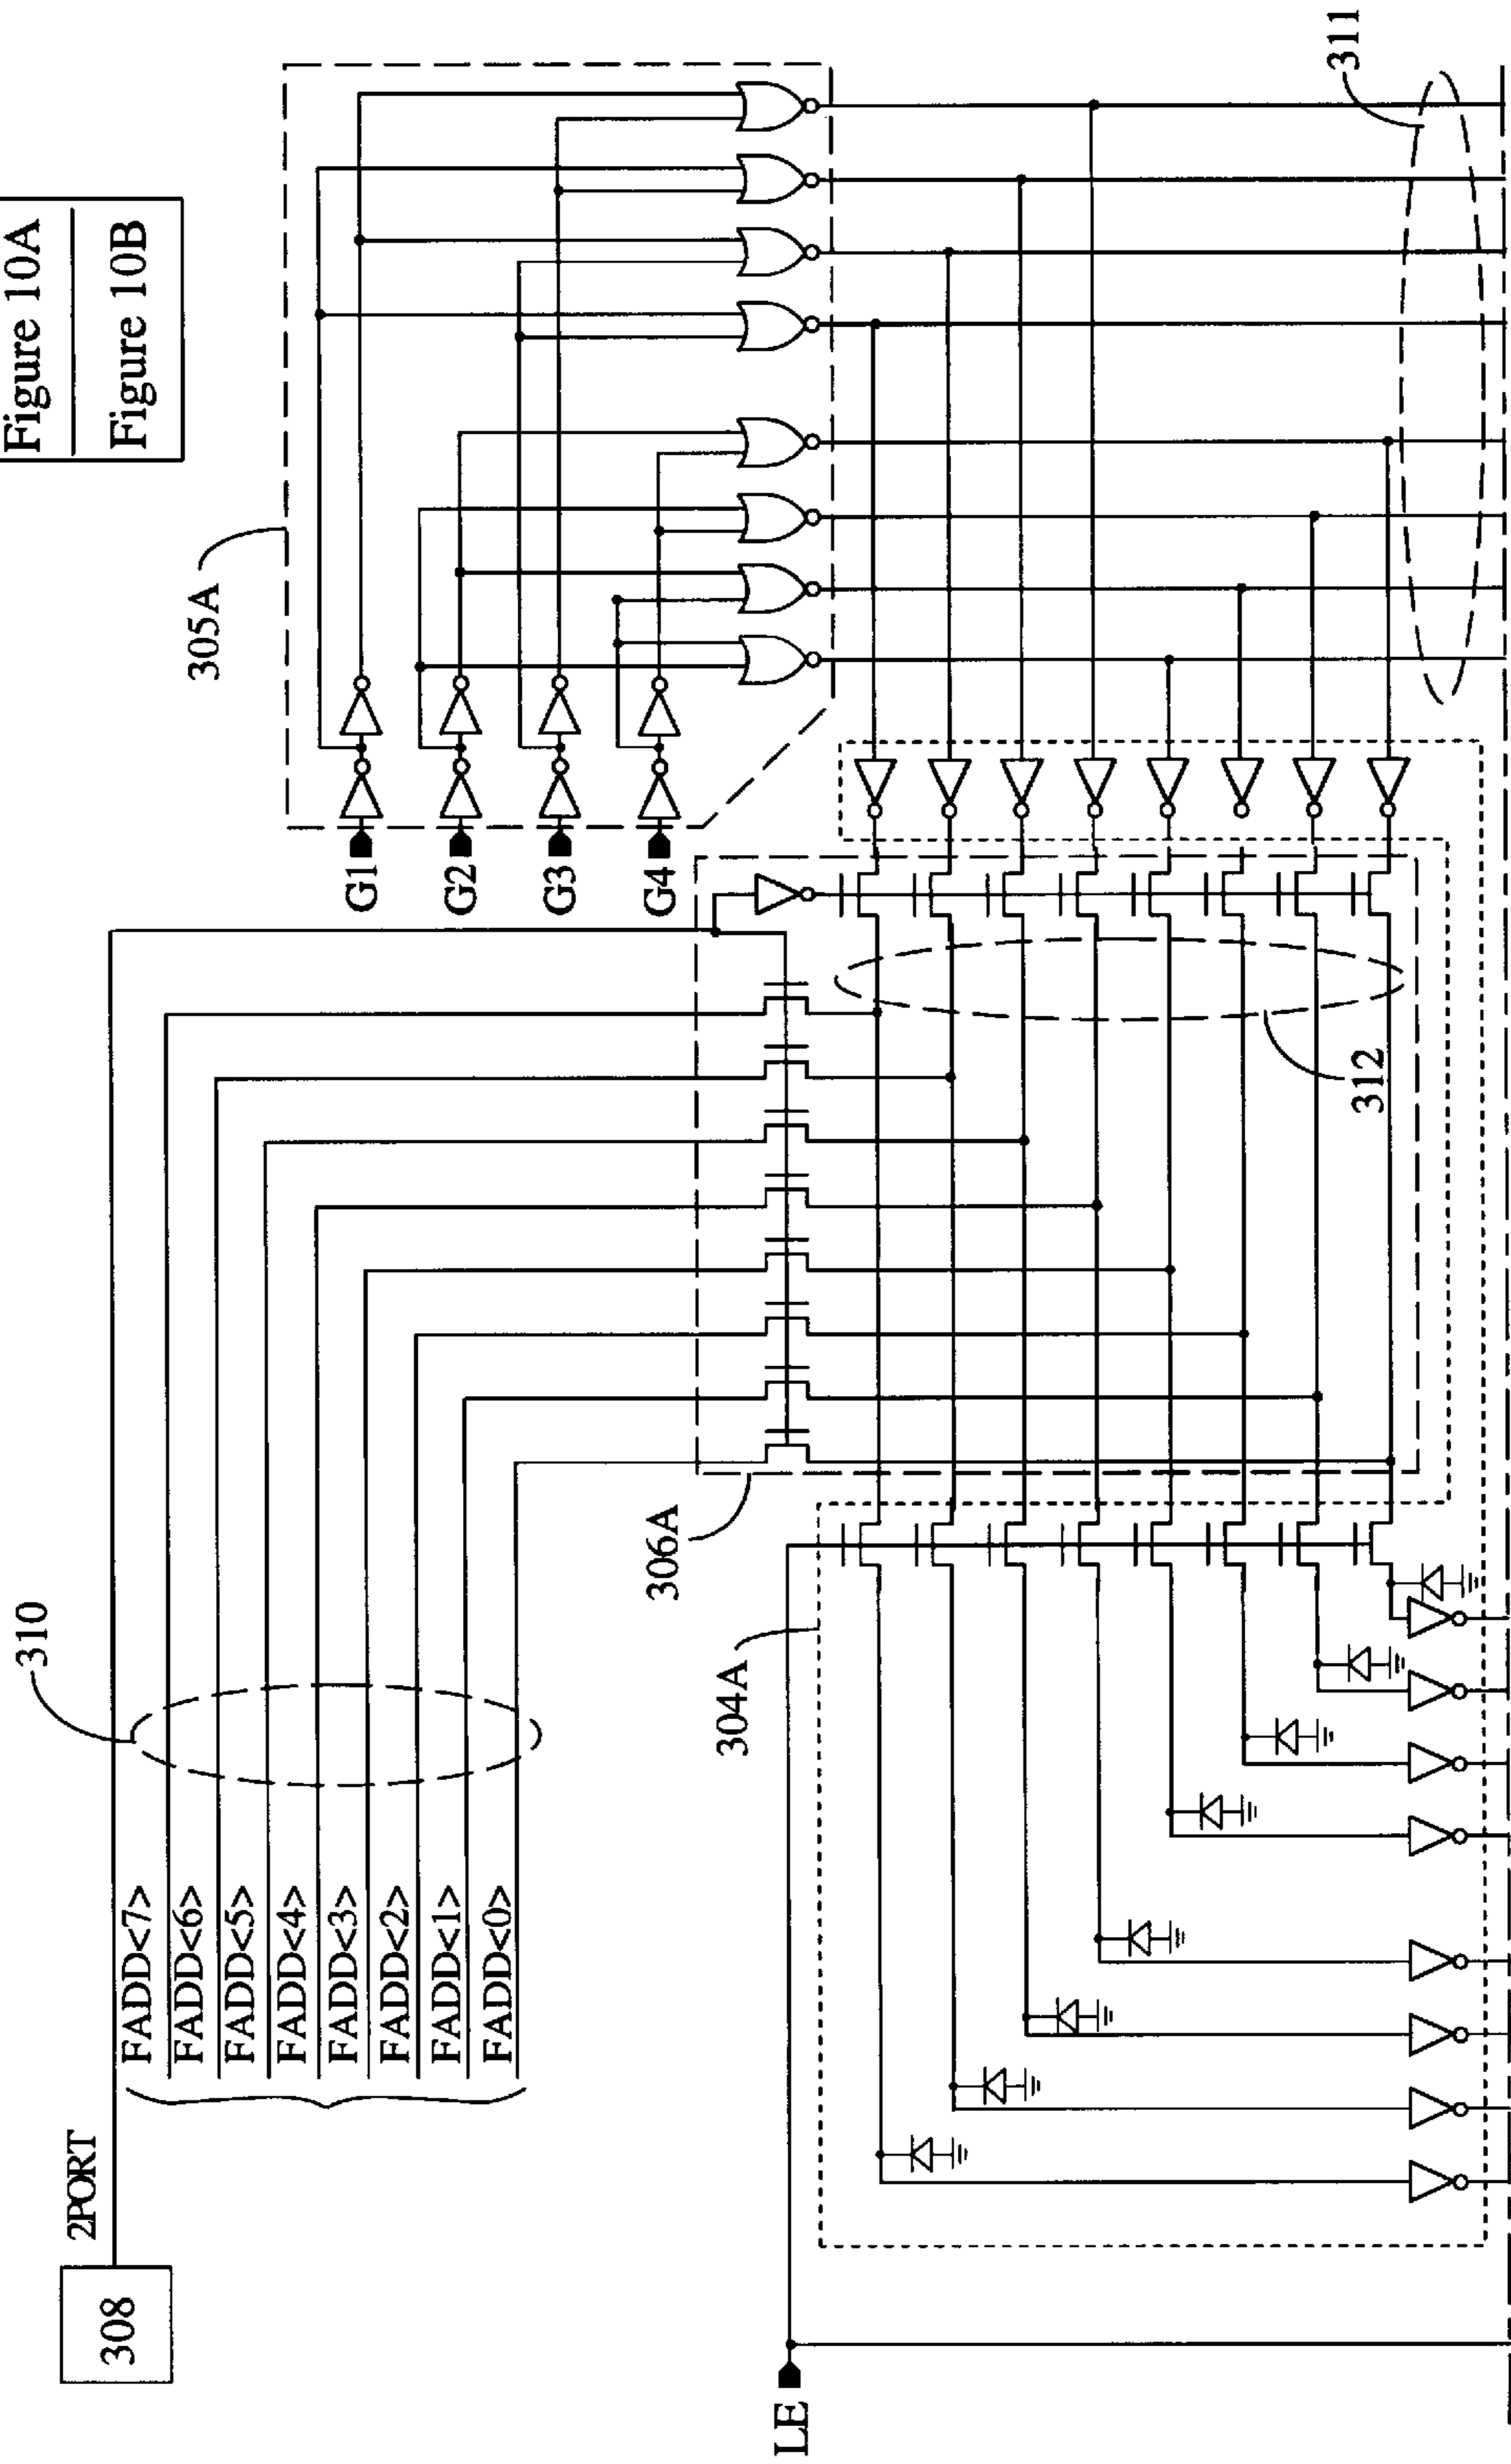 Figure 10A
Figure 10B
305A
311
G1
G2
G3
G4
310
2PORT
308
FADD<7>
FADD<6>
FADD<5>
FADD<4>
FADD<3>
FADD<2>
FADD<1>
FADD<0>
306A
312
304A
LE